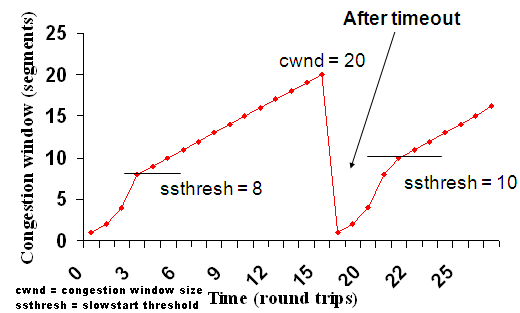 After timeout
cwnd = 20
ssthresh = 8
ssthresh = 10
Congestion window (segments)
25
20
15
10
5
0
0
3
6
9
12
15
20
22
25
Time (round trips)
cwnd = congestion window size
ssthresh = slowstart threshold